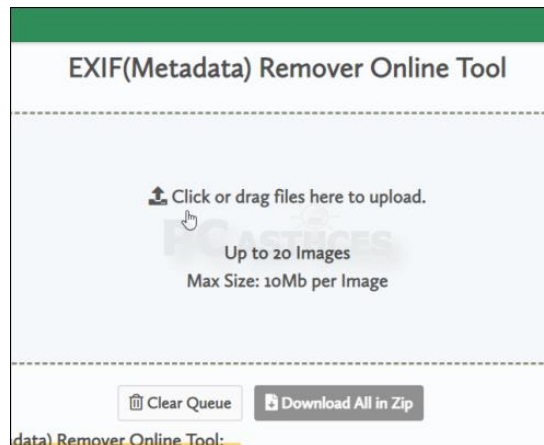 EXIF(Metadata) Remover Online Tool
Click or drag files here to upload.
PCASTUCES
Up to 20 Images
Max Size: 10Mb per Image
Clear Queue
Download All in Zip
data) Remover Online Tool: